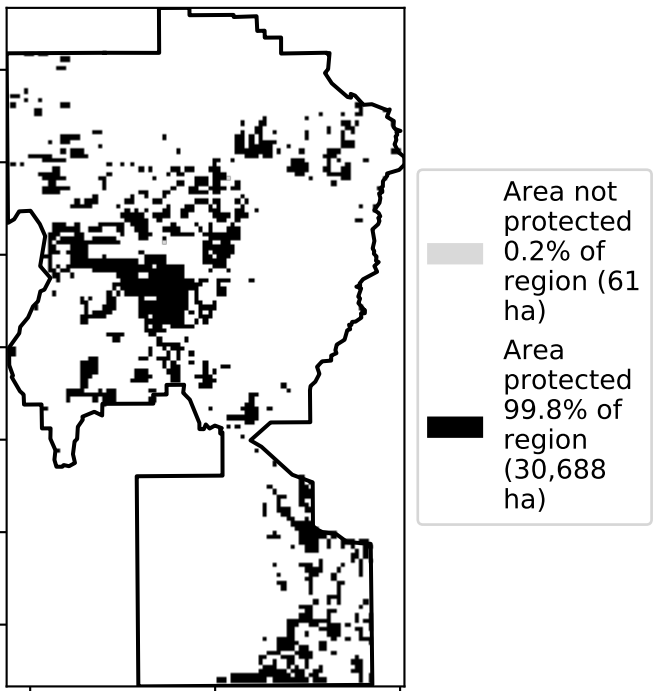 Area not
protected
0.2% of
region (61
ha)
Area
protected
99.8% of
region
(30,688
ha)